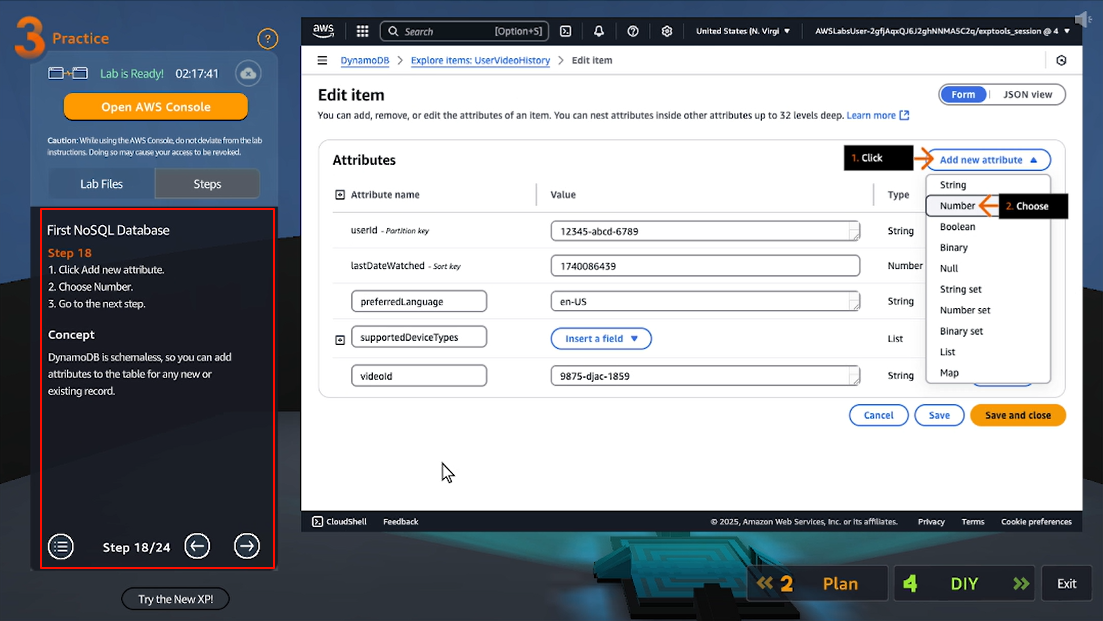 3 Practice
?
Lab is Ready! 02:17:41
Open AWS Console
Caution: While using the AWS Console, do not deviate from the lab
instructions. Doing so may cause your access to be revoked.
Lab Files
Steps
First NoSQL Database
Step 18
1. Click Add new attribute.
2. Choose Number.
3. Go to the next step.
Concept
DynamoDB is schemaless, so you can add
attributes to the table for any new or
existing record.
Step 18/24
Try the New XP!
aws
Search [Option+S]
United States (N. Virgi
AWSLabsUser-2gfjAqxQJ6J2ghNNMA5C2q/exptools_session @ 4
DynamoDB > Explore items: UserVideoHistory > Edit item
Edit item
Form
JSON view
You can add, remove, or edit the attributes of an item. You can nest attributes inside other attributes up to 32 levels deep. Learn more
Attributes
1. Click
Add new attribute
Attribute name
Value
Type
userId - Partition key
12345-abcd-6789
String
lastDateWatched - Sort key
1740086439
Number
preferredLanguage
en-US
String
supportedDeviceTypes
Insert a field
List
videoId
9875-djac-1859
String
String
Number
2. Choose
Boolean
Binary
Null
String set
Number set
Binary set
List
Map
Cancel
Save
Save and close
CloudShell
Feedback
© 2025, Amazon Web Services, Inc. or its affiliates.
Privacy
Terms
Cookie preferences
2 Plan
4 DIY
Exit